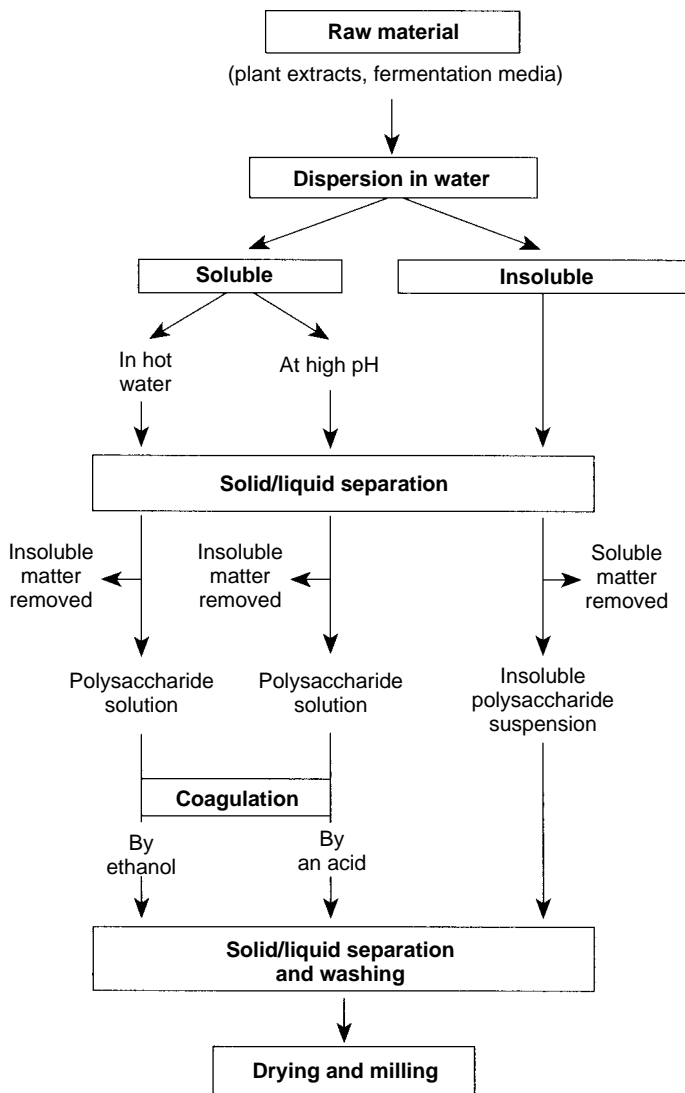 Raw material
(plant extracts, fermentation media)
Dispersion in water
Soluble
Insoluble
In hot
water
At high pH
Solid/liquid separation
Insoluble
matter
removed
Insoluble
matter
removed
Soluble
matter
removed
Polysaccharide
solution
Polysaccharide
solution
Insoluble
polysaccharide
suspension
Coagulation
By
ethanol
By
an acid
Solid/liquid separation
and washing
Drying and milling